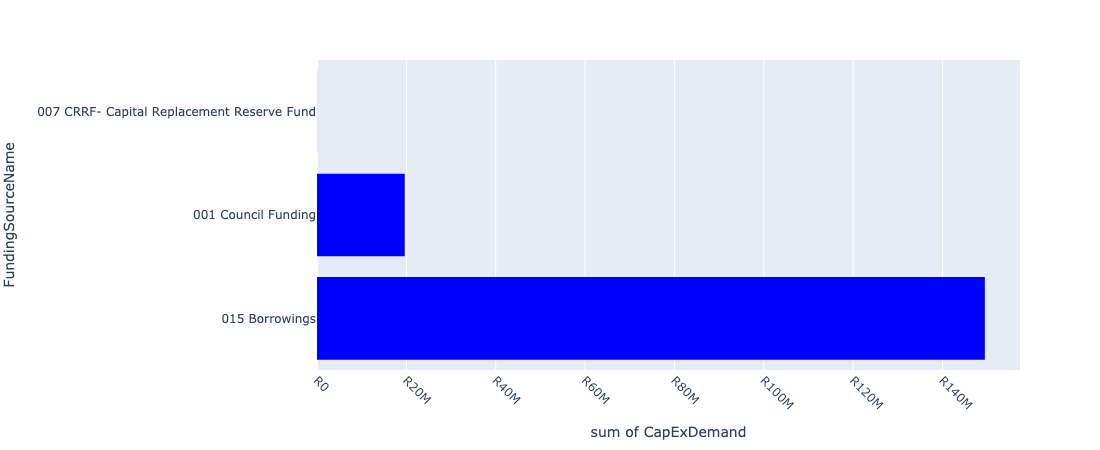 FundingSourceName
007 CRRF- Capital Replacement Reserve Fund
001 Council Funding
015 Borrowings
R0
R20M
R40M
R60M
R80M
R100M
R120M
R140M
sum of CapExDemand